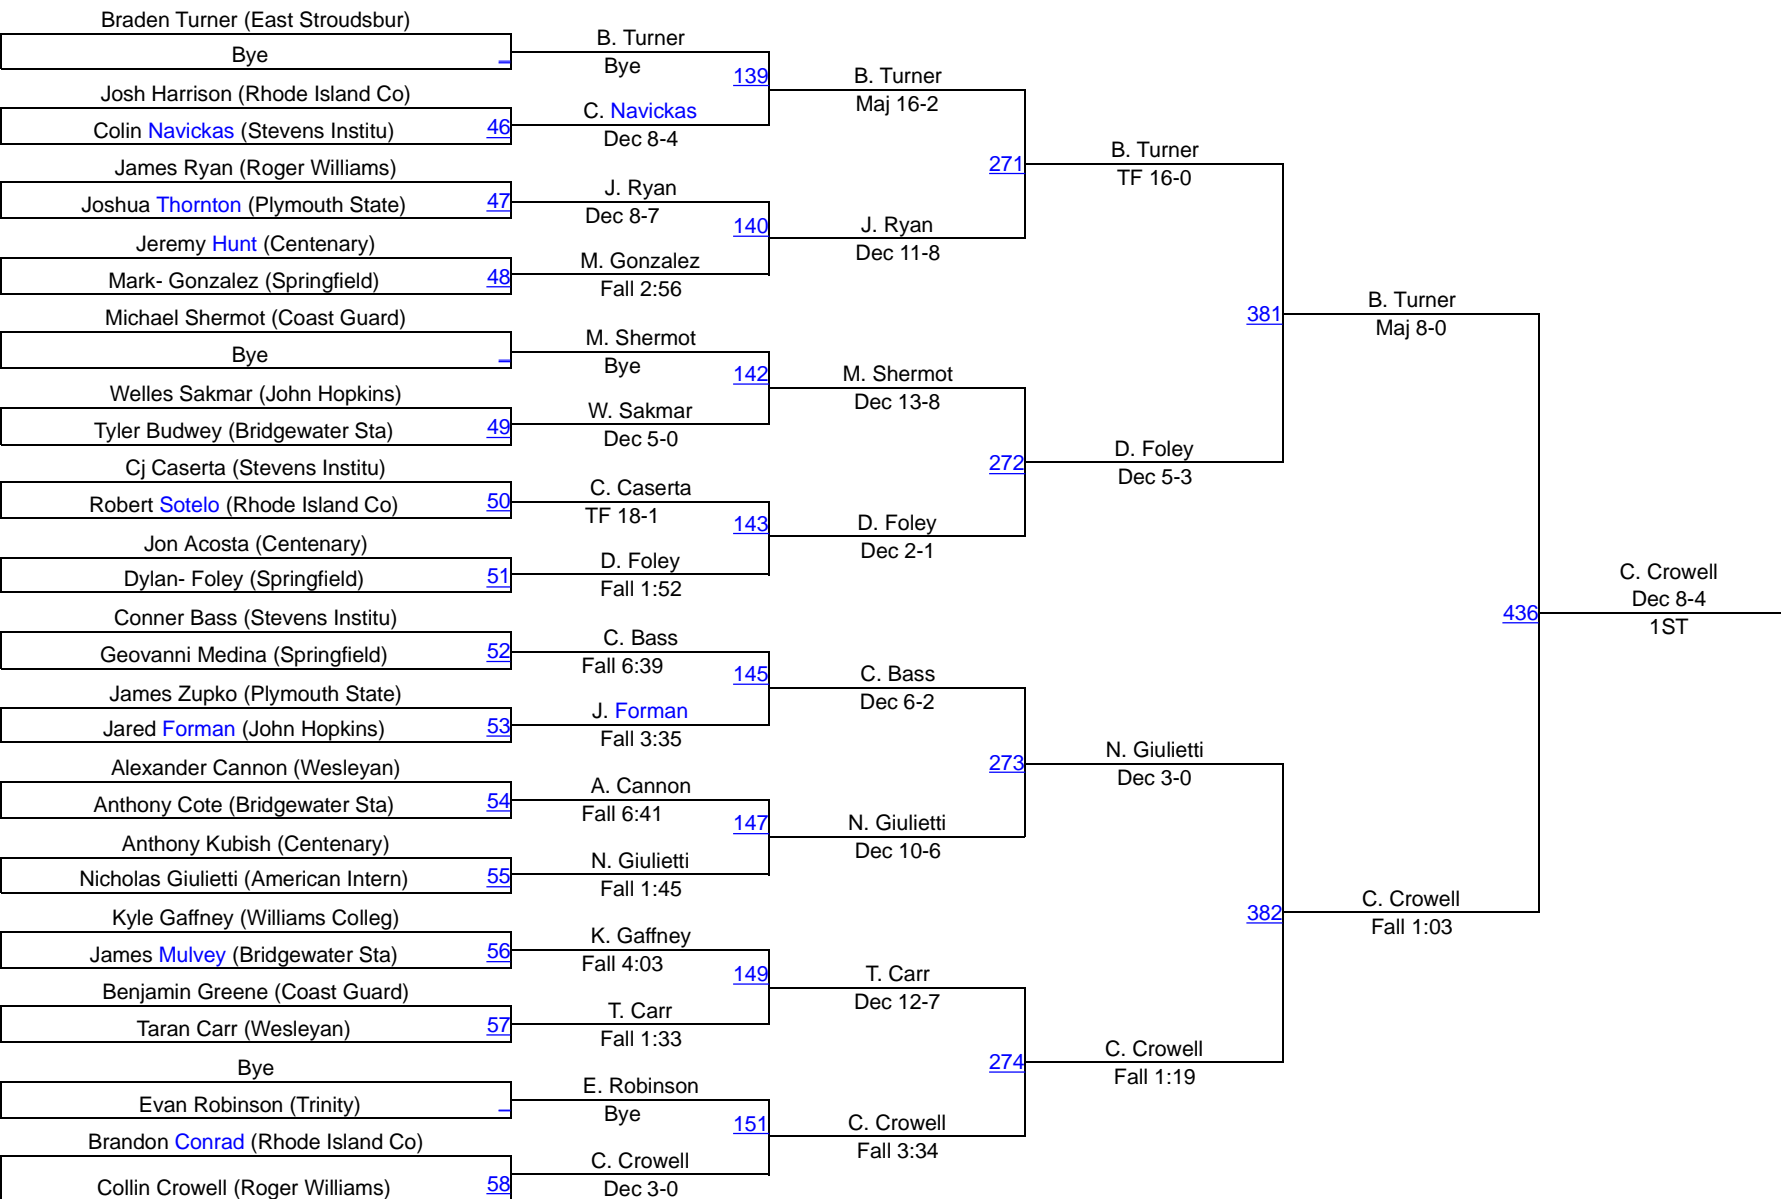 Braden Turner (East Stroudsbur)
Bye
Josh Harrison (Rhode Island Co)
Colin Navickas (Stevens Institu) 46
James Ryan (Roger Williams)
Joshua Thornton (Plymouth State) 47
Jeremy Hunt (Centenary)
Mark- Gonzalez (Springfield) 48
Michael Shermot (Coast Guard)
Bye
Welles Sakmar (John Hopkins)
Tyler Budwey (Bridgewater Sta) 49
Cj Caserta (Stevens Institu)
Robert Sotelo (Rhode Island Co) 50
Jon Acosta (Centenary)
Dylan- Foley (Springfield) 51
Conner Bass (Stevens Institu)
Geovanni Medina (Springfield) 52
James Zupko (Plymouth State)
Jared Forman (John Hopkins) 53
Alexander Cannon (Wesleyan)
Anthony Cote (Bridgewater Sta) 54
Anthony Kubish (Centenary)
Nicholas Giulietti (American Intern) 55
Kyle Gaffney (Williams Colleg)
James Mulvey (Bridgewater Sta) 56
Benjamin Greene (Coast Guard)
Taran Carr (Wesleyan) 57
Bye
Evan Robinson (Trinity)
Brandon Conrad (Rhode Island Co)
Collin Crowell (Roger Williams) 58
B. Turner
Bye
139
C. Navickas
Dec 8-4
J. Ryan
Dec 8-7
140
M. Gonzalez
Fall 2:56
M. Shermot
Bye
142
W. Sakmar
Dec 5-0
C. Caserta
TF 18-1
143
D. Foley
Fall 1:52
C. Bass
Fall 6:39
145
J. Forman
Fall 3:35
A. Cannon
Fall 6:41
147
N. Giulietti
Fall 1:45
K. Gaffney
Fall 4:03
149
T. Carr
Fall 1:33
E. Robinson
Bye
151
C. Crowell
Dec 3-0
B. Turner
Maj 16-2
271
J. Ryan
Dec 11-8
M. Shermot
Dec 13-8
272
D. Foley
Dec 2-1
C. Bass
Dec 6-2
273
N. Giulietti
Dec 10-6
T. Carr
Dec 12-7
274
C. Crowell
Fall 3:34
B. Turner
TF 16-0
381
D. Foley
Dec 5-3
N. Giulietti
Dec 3-0
382
C. Crowell
Fall 1:19
B. Turner
Maj 8-0
436
C. Crowell
Fall 1:03
C. Crowell
Dec 8-4
1ST